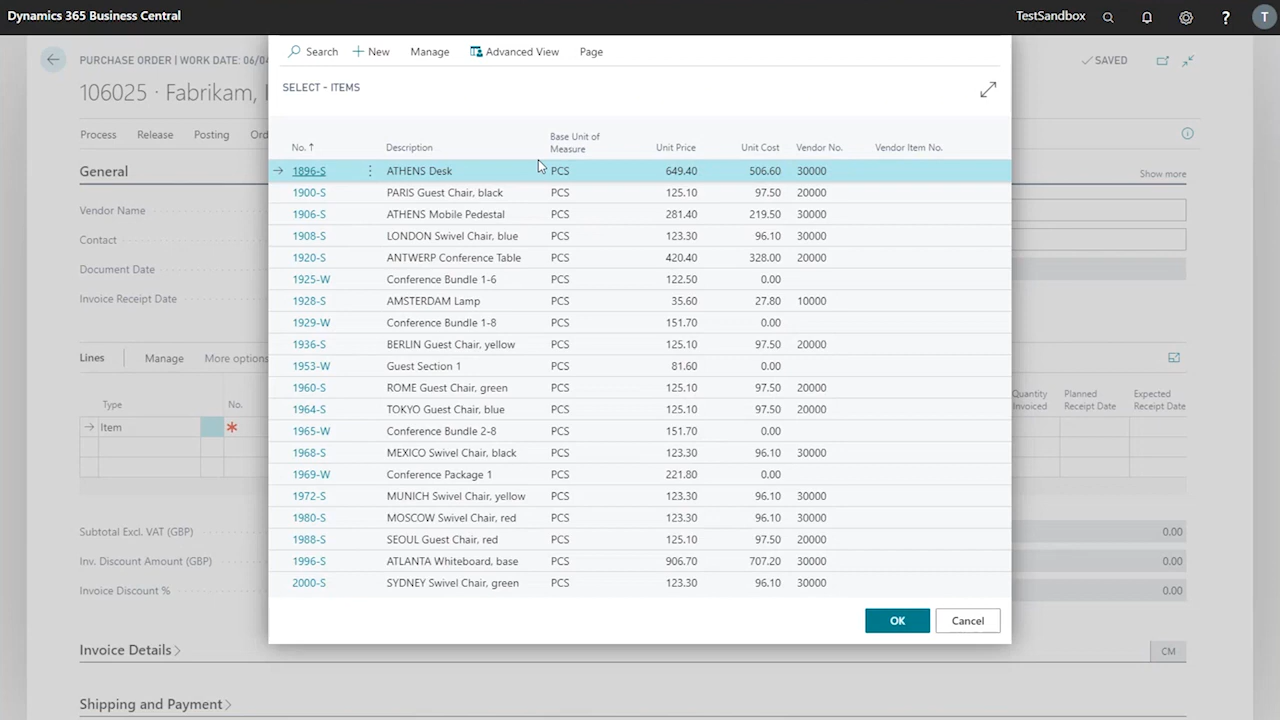 Dynamics 365 Business Central
TestSandbox
?
T
PURCHASE ORDER | WORK DATE: 06/04
SAVED
106025 · Fabrikam, I
Process Release Posting Ord
General
Show more
Vendor Name
Contact
Document Date
Invoice Receipt Date
Lines Manage More options
Type No.
Quantity Invoiced Planned Receipt Date Expected Receipt Date
Item *
Subtotal Excl. VAT (GBP) 0.00
Inv. Discount Amount (GBP) 0.00
Invoice Discount % 0.00
Invoice Details CM
Shipping and Payment
Search New Manage Advanced View Page
SELECT - ITEMS
No. ↑ Description Base Unit of Measure Unit Price Unit Cost Vendor No. Vendor Item No.
1896-S ATHENS Desk PCS 649.40 506.60 30000
1900-S PARIS Guest Chair, black PCS 125.10 97.50 20000
1906-S ATHENS Mobile Pedestal PCS 281.40 219.50 30000
1908-S LONDON Swivel Chair, blue PCS 123.30 96.10 30000
1920-S ANTWERP Conference Table PCS 420.40 328.00 20000
1925-W Conference Bundle 1-6 PCS 122.50 0.00
1928-S AMSTERDAM Lamp PCS 35.60 27.80 10000
1929-W Conference Bundle 1-8 PCS 151.70 0.00
1936-S BERLIN Guest Chair, yellow PCS 125.10 97.50 20000
1953-W Guest Section 1 PCS 81.60 0.00
1960-S ROME Guest Chair, green PCS 125.10 97.50 20000
1964-S TOKYO Guest Chair, blue PCS 125.10 97.50 20000
1965-W Conference Bundle 2-8 PCS 151.70 0.00
1968-S MEXICO Swivel Chair, black PCS 123.30 96.10 30000
1969-W Conference Package 1 PCS 221.80 0.00
1972-S MUNICH Swivel Chair, yellow PCS 123.30 96.10 30000
1980-S MOSCOW Swivel Chair, red PCS 123.30 96.10 30000
1988-S SEOUL Guest Chair, red PCS 125.10 97.50 20000
1996-S ATLANTA Whiteboard, base PCS 906.70 707.20 30000
2000-S SYDNEY Swivel Chair, green PCS 123.30 96.10 30000
OK Cancel